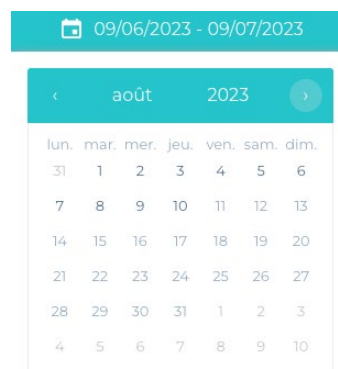 09/06/2023 - 09/07/2023
‹ août 2023 ›
lun. mar. mer. jeu. ven. sam. dim.
31 1 2 3 4 5 6
7 8 9 10 11 12 13
14 15 16 17 18 19 20
21 22 23 24 25 26 27
28 29 30 31 1 2 3
4 5 6 7 8 9 10